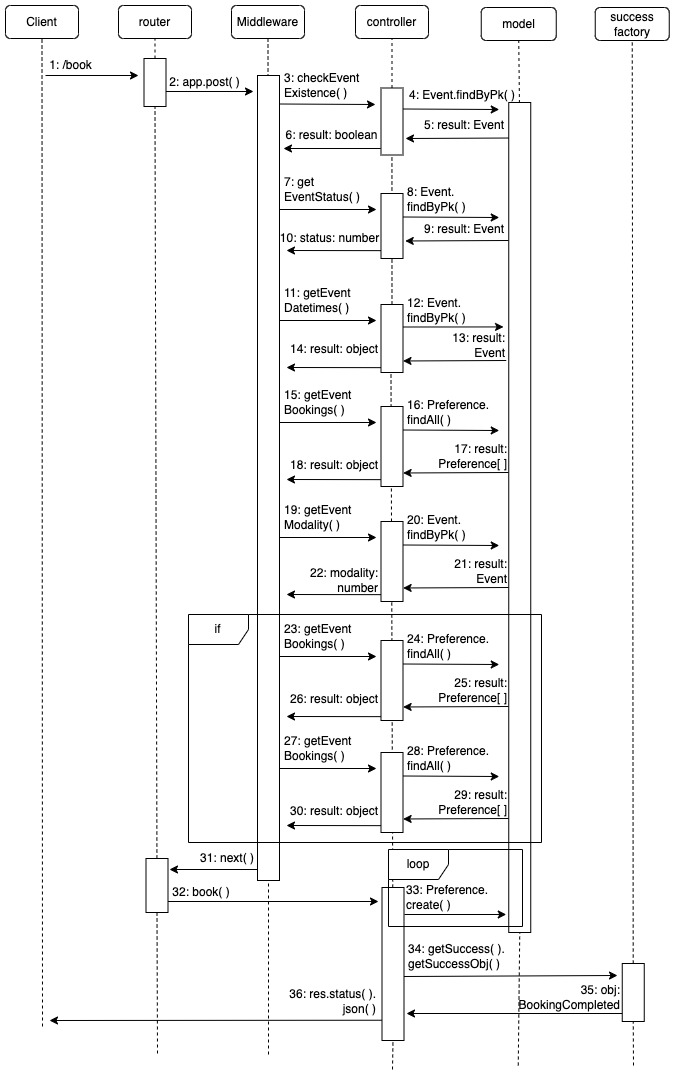 Client
router
Middleware
controller
model
success
factory
1: /book
2: app.post( )
3: checkEvent
Existence( )
4: Event.findByPk( )
5: result: Event
6: result: boolean
7: get
EventStatus( )
8: Event.
findByPk( )
9: result: Event
10: status: number
11: getEvent
Datetimes( )
12: Event.
findByPk( )
13: result:
Event
14: result: object
15: getEvent
Bookings( )
16: Preference.
findAll( )
17: result:
Preference[ ]
18: result: object
19: getEvent
Modality( )
20: Event.
findByPk( )
21: result:
Event
22: modality:
number
if
23: getEvent
Bookings( )
24: Preference.
findAll( )
25: result:
Preference[ ]
26: result: object
27: getEvent
Bookings( )
28: Preference.
findAll( )
29: result:
Preference[ ]
30: result: object
31: next( )
loop
32: book( )
33: Preference.
create( )
34: getSuccess( ).
getSuccessObj( )
35: obj:
BookingCompleted
36: res.status( ).
json( )